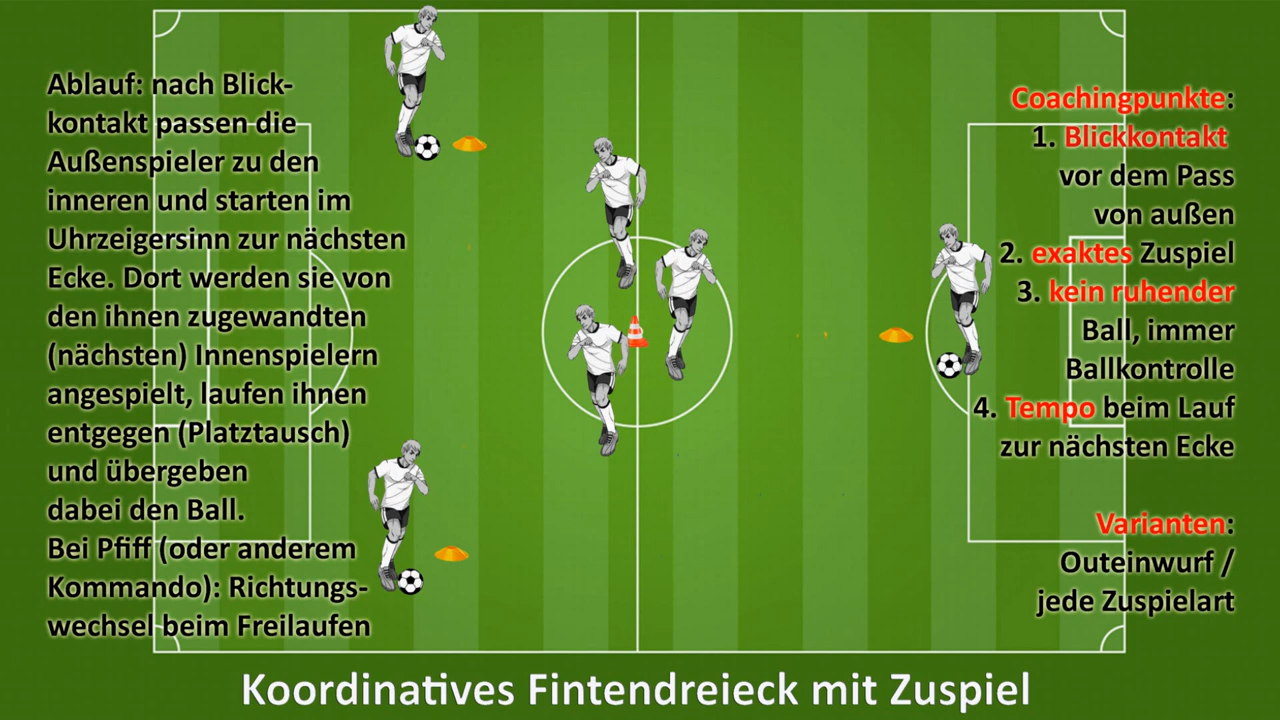 Ablauf: nach Blick-
kontakt passen die
Außenspieler zu den
inneren und starten im
Uhrzeigersinn zur nächsten
Ecke. Dort werden sie von
den ihnen zugewandten
(nächsten) Innenspielern
angespielt, laufen ihnen
entgegen (Platztausch)
und übergeben
dabei den Ball.
Bei Pfiff (oder anderem
Kommando): Richtungs-
wechsel beim Freilaufen
Coachingpunkte:
1. Blickkontakt
vor dem Pass
von außen
2. exaktes Zuspiel
3. kein ruhender
Ball, immer
Ballkontrolle
4. Tempo beim Lauf
zur nächsten Ecke
Varianten:
Outeinwurf /
jede Zuspielart
Koordinatives Fintendreieck mit Zuspiel